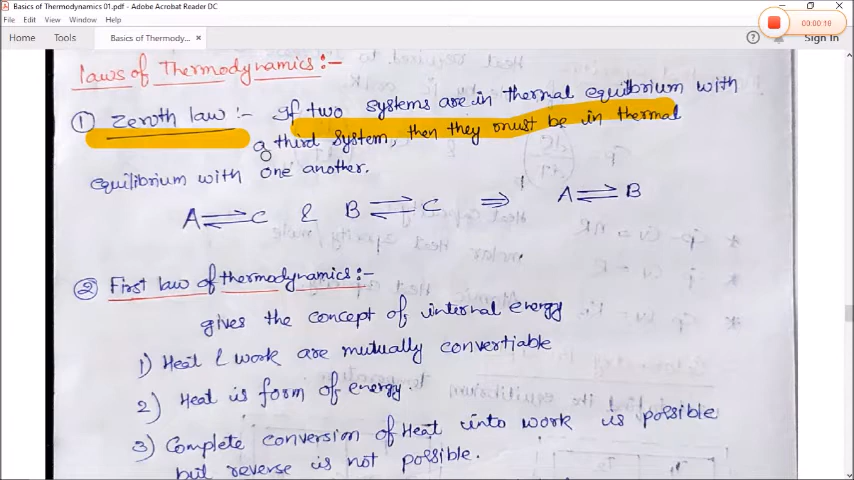 Basics of Thermodynamics 01.pdf - Adobe Acrobat Reader DC
File Edit View Window Help
00:00:18
Home Tools Basics of Thermody... × Sign In
laws of Thermodynamics :-
① Zeroth law :- If two systems are in thermal equilibrium with
a third system, then they must be in thermal
equilibrium with one another.
A ⇌ C & B ⇌ C ⇒ A ⇌ B
② First law of thermodynamics :-
gives the concept of internal energy
1) Heat & work are mutually convertiable
2) Heat is form of energy.
3) Complete conversion of Heat into work is possible
but reverse is not possible.